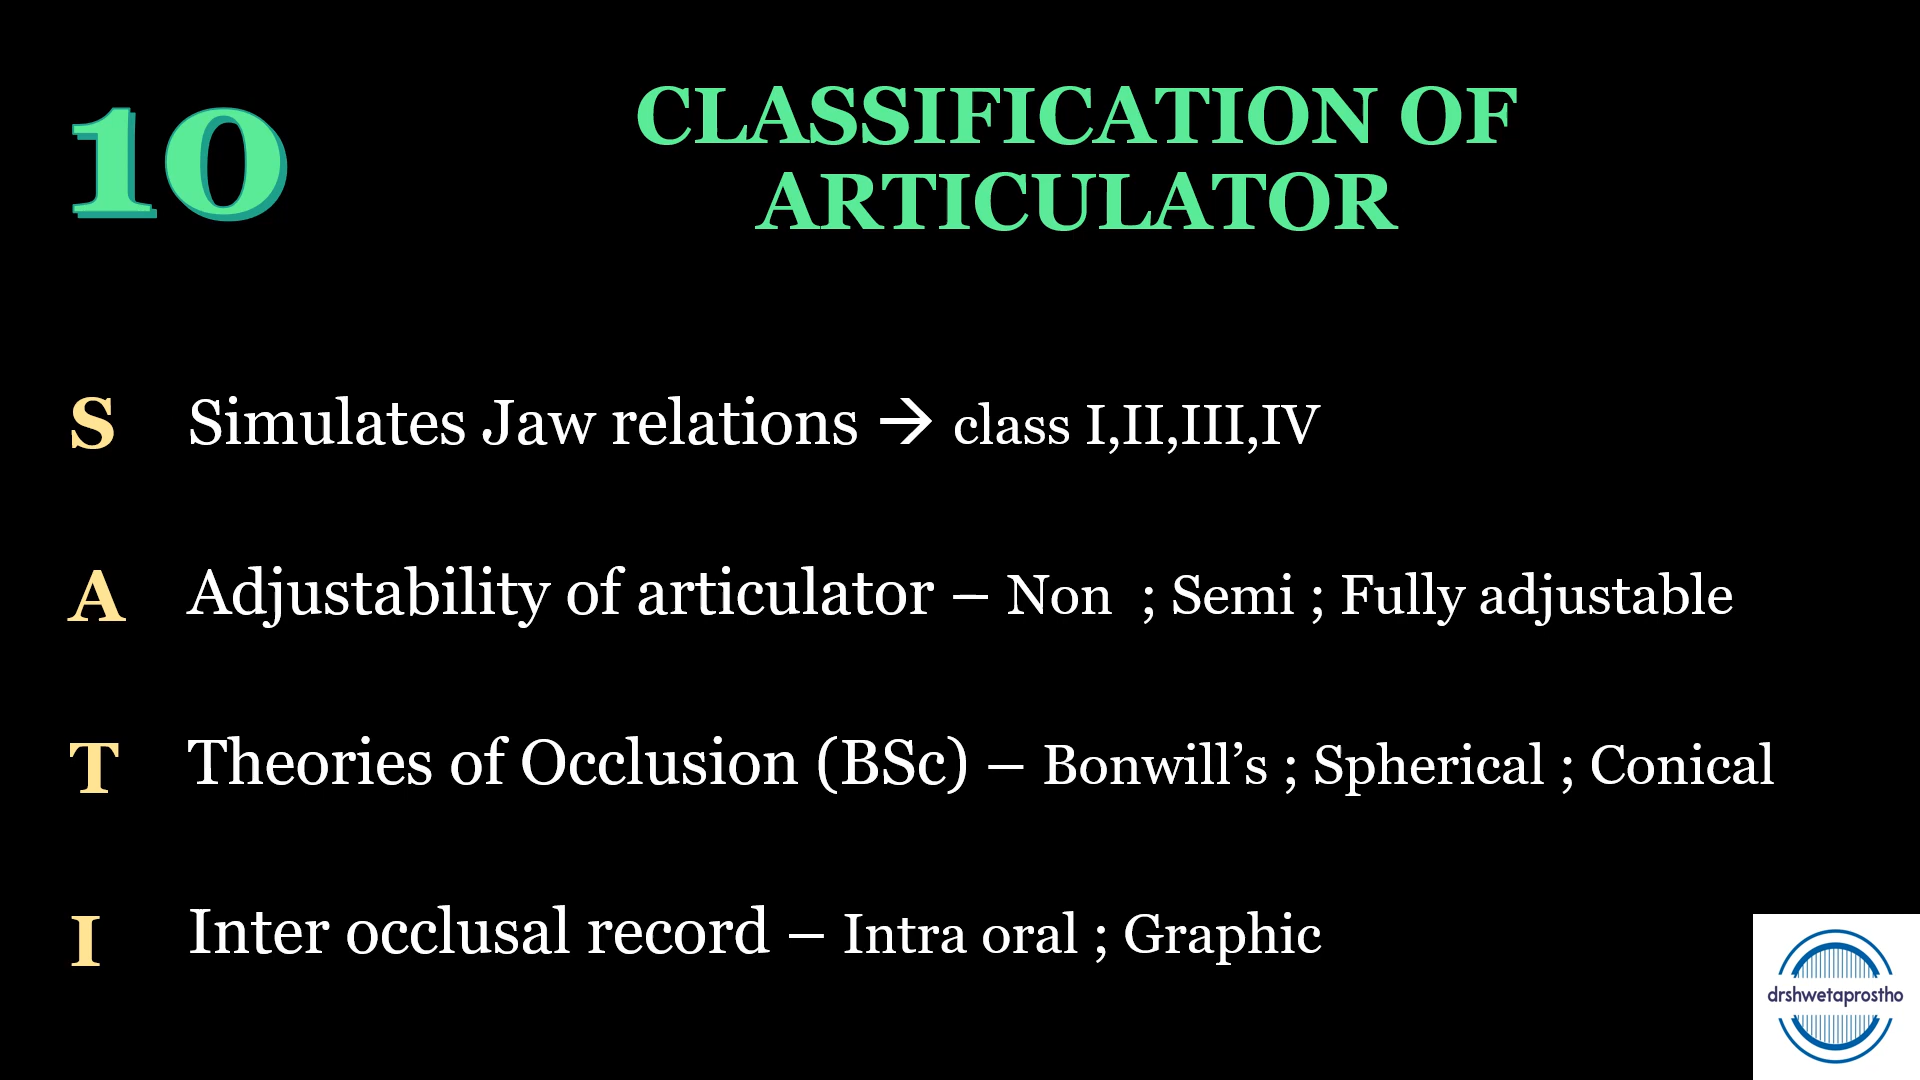 10
CLASSIFICATION OF
ARTICULATOR
S Simulates Jaw relations → class I,II,III,IV
A Adjustability of articulator – Non ; Semi ; Fully adjustable
T Theories of Occlusion (BSc) – Bonwill’s ; Spherical ; Conical
I Inter occlusal record – Intra oral ; Graphic
drshwetaprostho